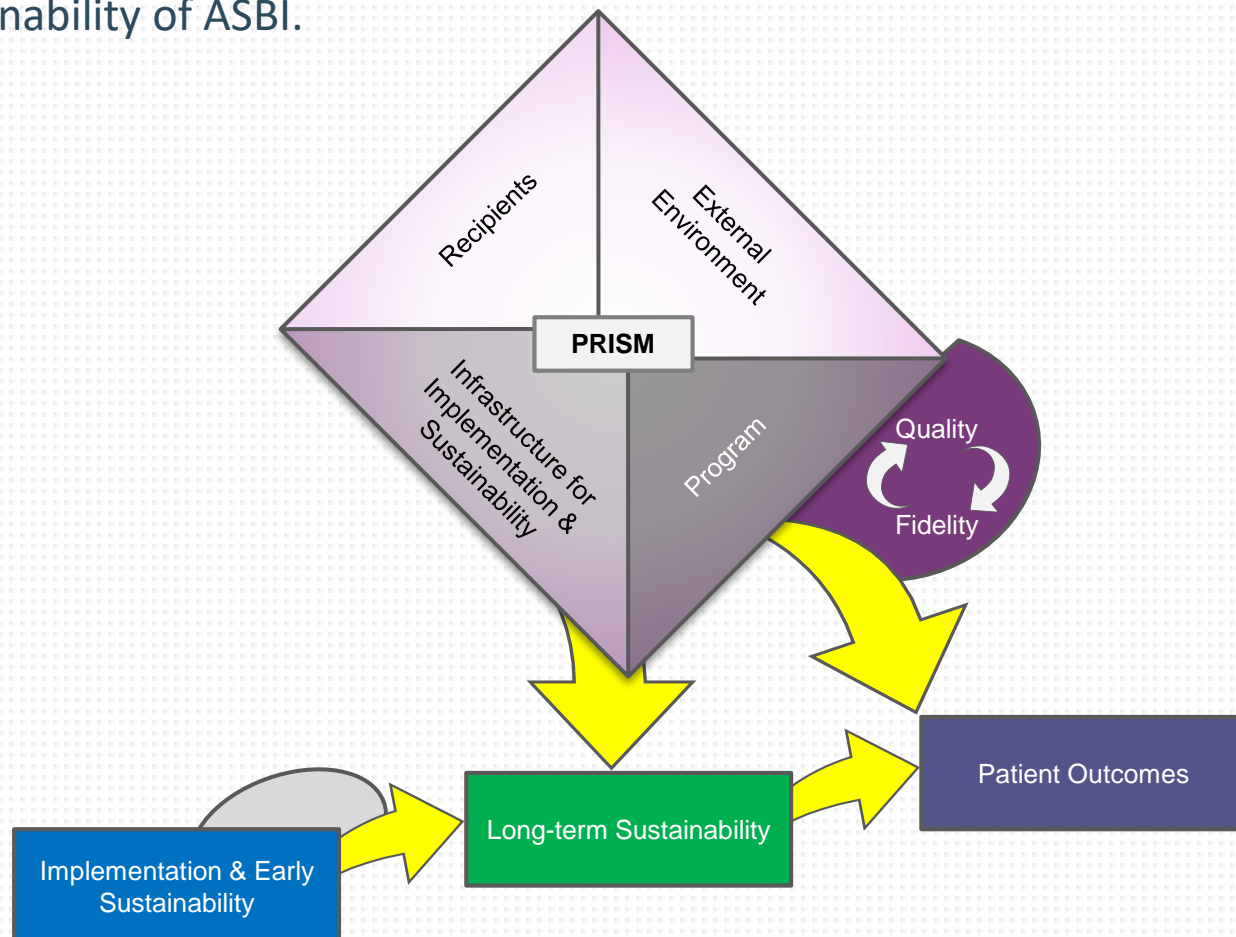 nability of ASBI.
Recipients
External
Environment
PRISM
Infrastructure for
Implementation &
Sustainability
Program
Quality
Fidelity
Patient Outcomes
Long-term Sustainability
Implementation & Early
Sustainability